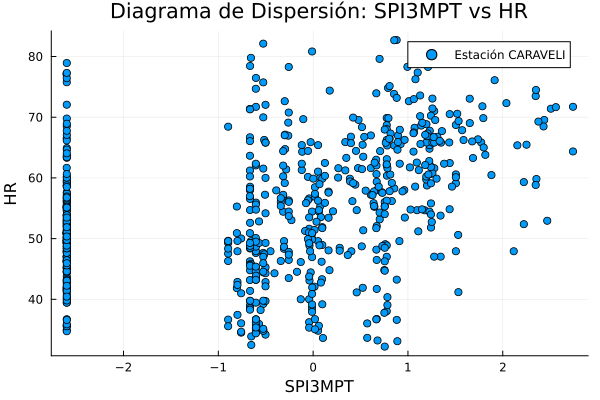 Diagrama de Dispersión: SPI3MPT vs HR
Estación CARAVELI
80
70
60
50
40
HR
−2
−1
0
1
2
SPI3MPT